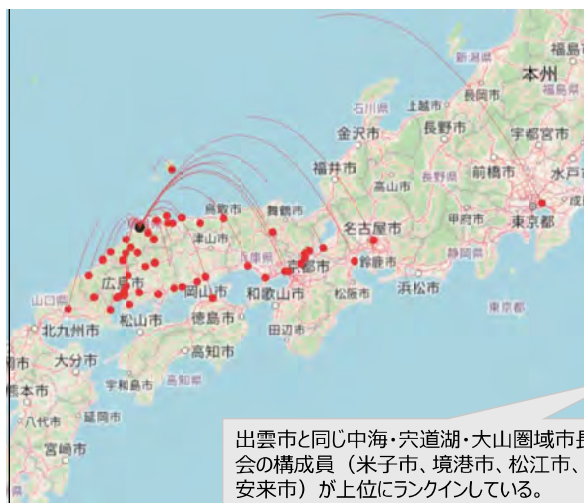 福島市
新潟県
本州
福島県
長岡市
石川県
上越市
金沢市
長野市
宇都宮市
水戸市
前橋市
福井市
高山市
長野県
鳥取市
舞鶴市
名古屋市
甲府市
東京都
津山市
兵庫県
京都市
鈴鹿市
静岡県
広島市
岡山市
和歌山市
松阪市
浜松市
山口県
東京都
北九州市
松山市
徳島市
田辺市
高知市
大分市
宇和島市
高知県
熊本市
八代市
延岡市
宮崎市
出雲市と同じ中海・宍道湖・大山圏域市長
会の構成員（米子市、境港市、松江市、
安来市）が上位にランクインしている。